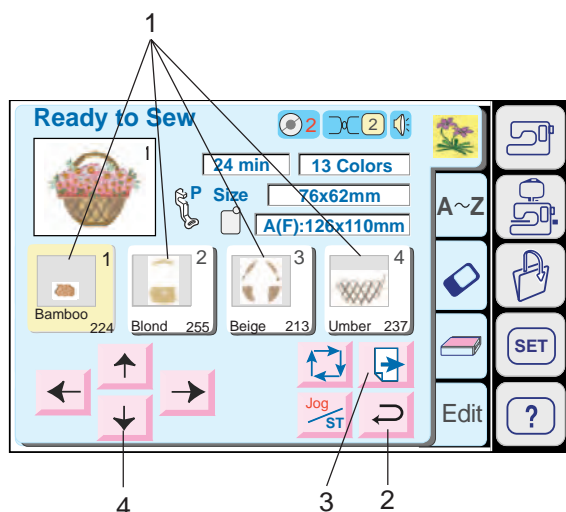 1
Ready to Sew
2
2
1
24 min
13 Colors
P
Size
76x62mm
A(F):126x110mm
A~Z
1
2
3
4
Bamboo
224
Blond 255
Beige 213
Umber 237
SET
Jog/ST
Edit
?
4
3
2